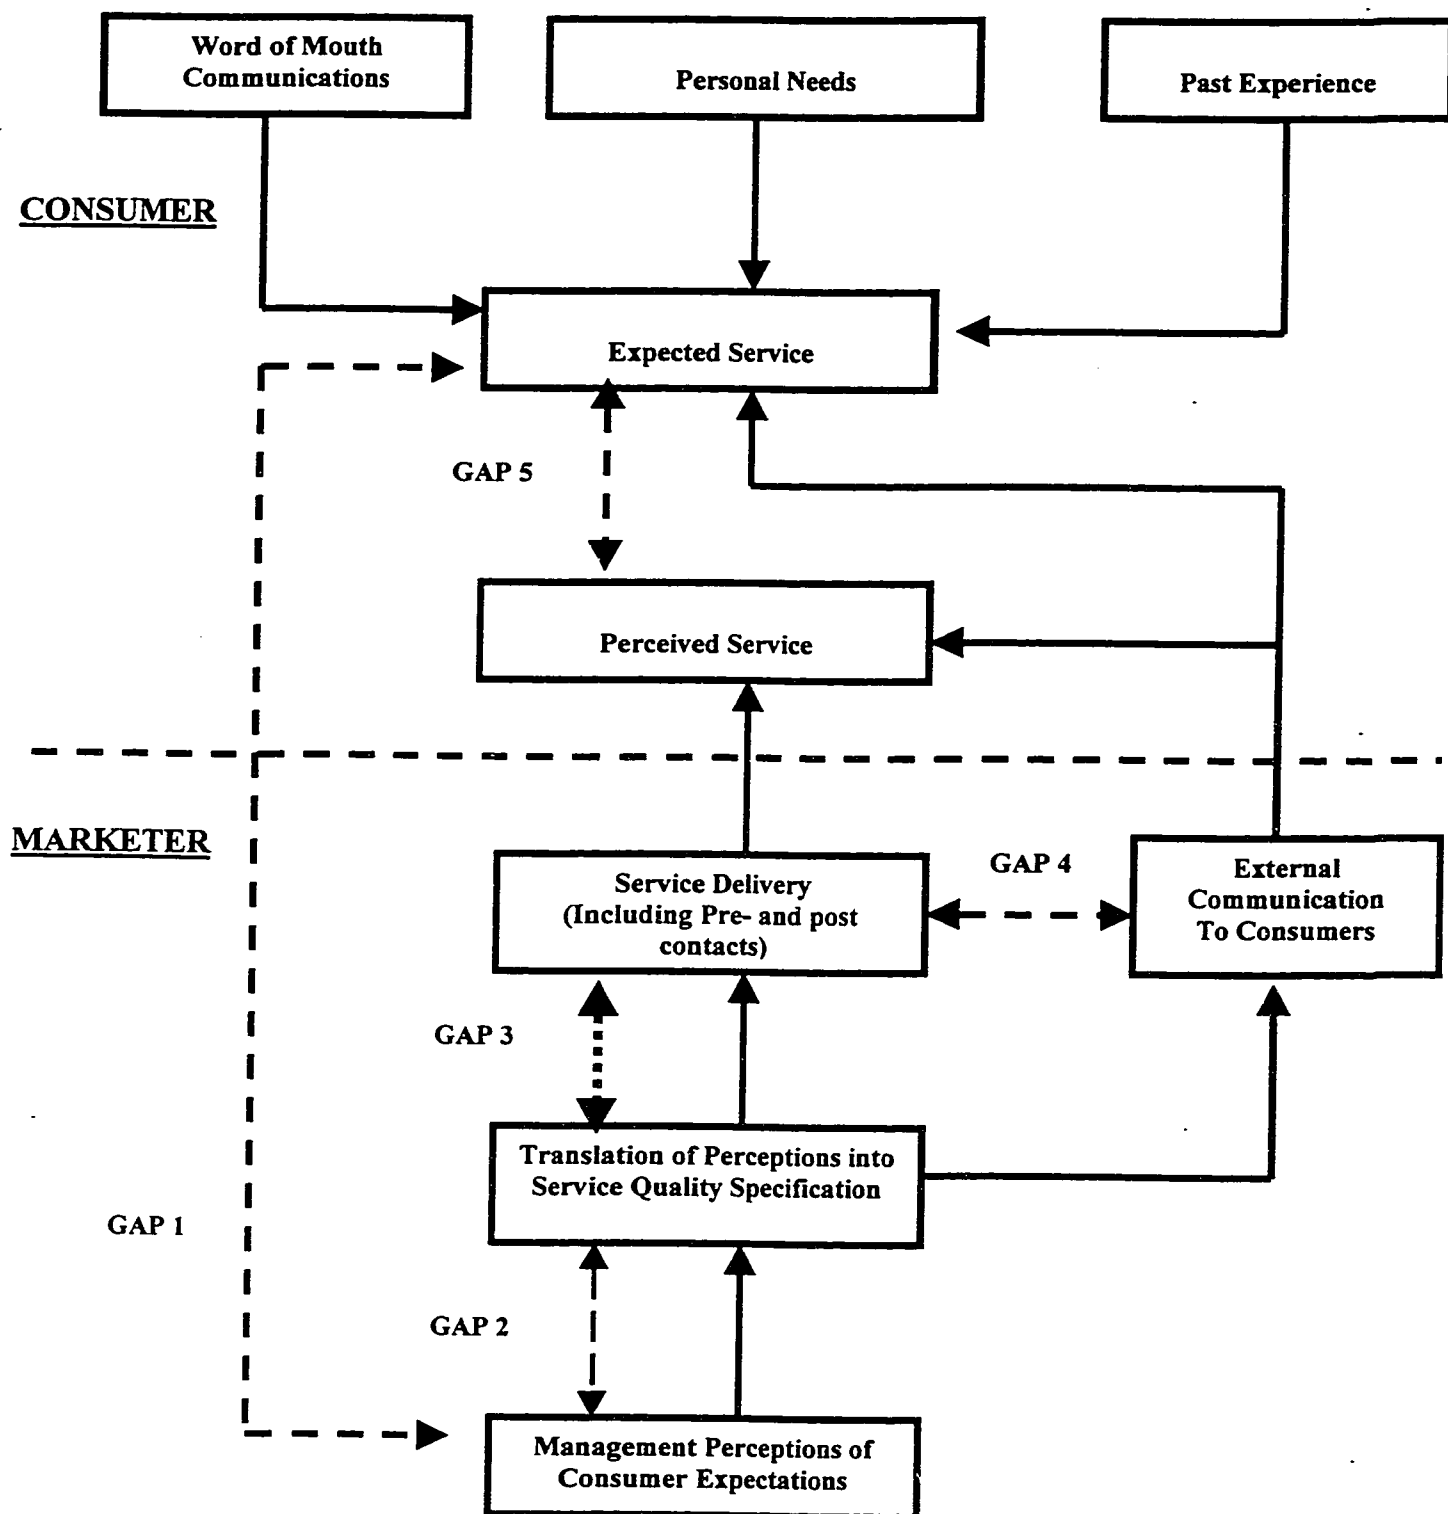 Word of Mouth
Communications
Personal Needs
Past Experience
CONSUMER
Expected Service
GAP 5
Perceived Service
MARKETER
Service Delivery
(Including Pre- and post
contacts)
GAP 4
External
Communication
To Consumers
GAP 3
Translation of Perceptions into
Service Quality Specification
GAP 1
GAP 2
Management Perceptions of
Consumer Expectations